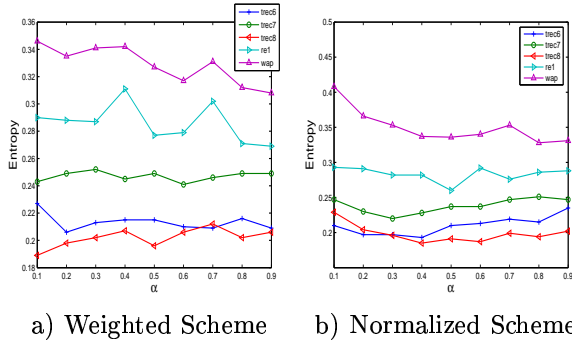 0.36
0.34
0.32
0.3
0.28
0.26
0.24
0.22
0.2
0.18
Entropy
0.1 0.2 0.3 0.4 0.5 0.6 0.7 0.8 0.9
α
trec6
trec7
trec8
re1
wap
a) Weighted Scheme
0.5
0.45
0.4
0.35
0.3
0.25
0.2
Entropy
0.1 0.2 0.3 0.4 0.5 0.6 0.7 0.8 0.9
α
trec6
trec7
trec8
re1
wap
b) Normalized Scheme